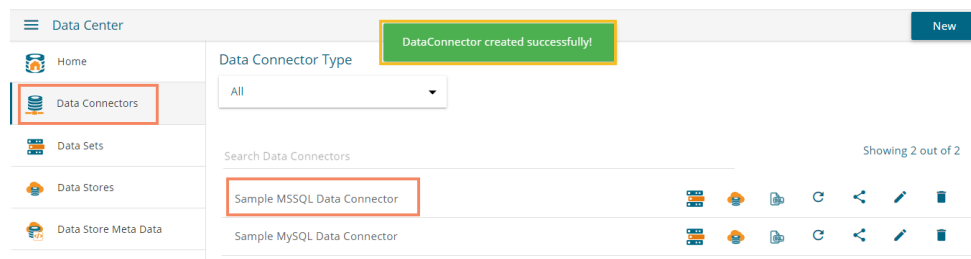 Data Center
DataConnector created successfully!
New
Home
Data Connectors
Data Sets
Data Stores
Data Store Meta Data
Data Connector Type
All
Search Data Connectors
Showing 2 out of 2
Sample MSSQL Data Connector
Sample MySQL Data Connector